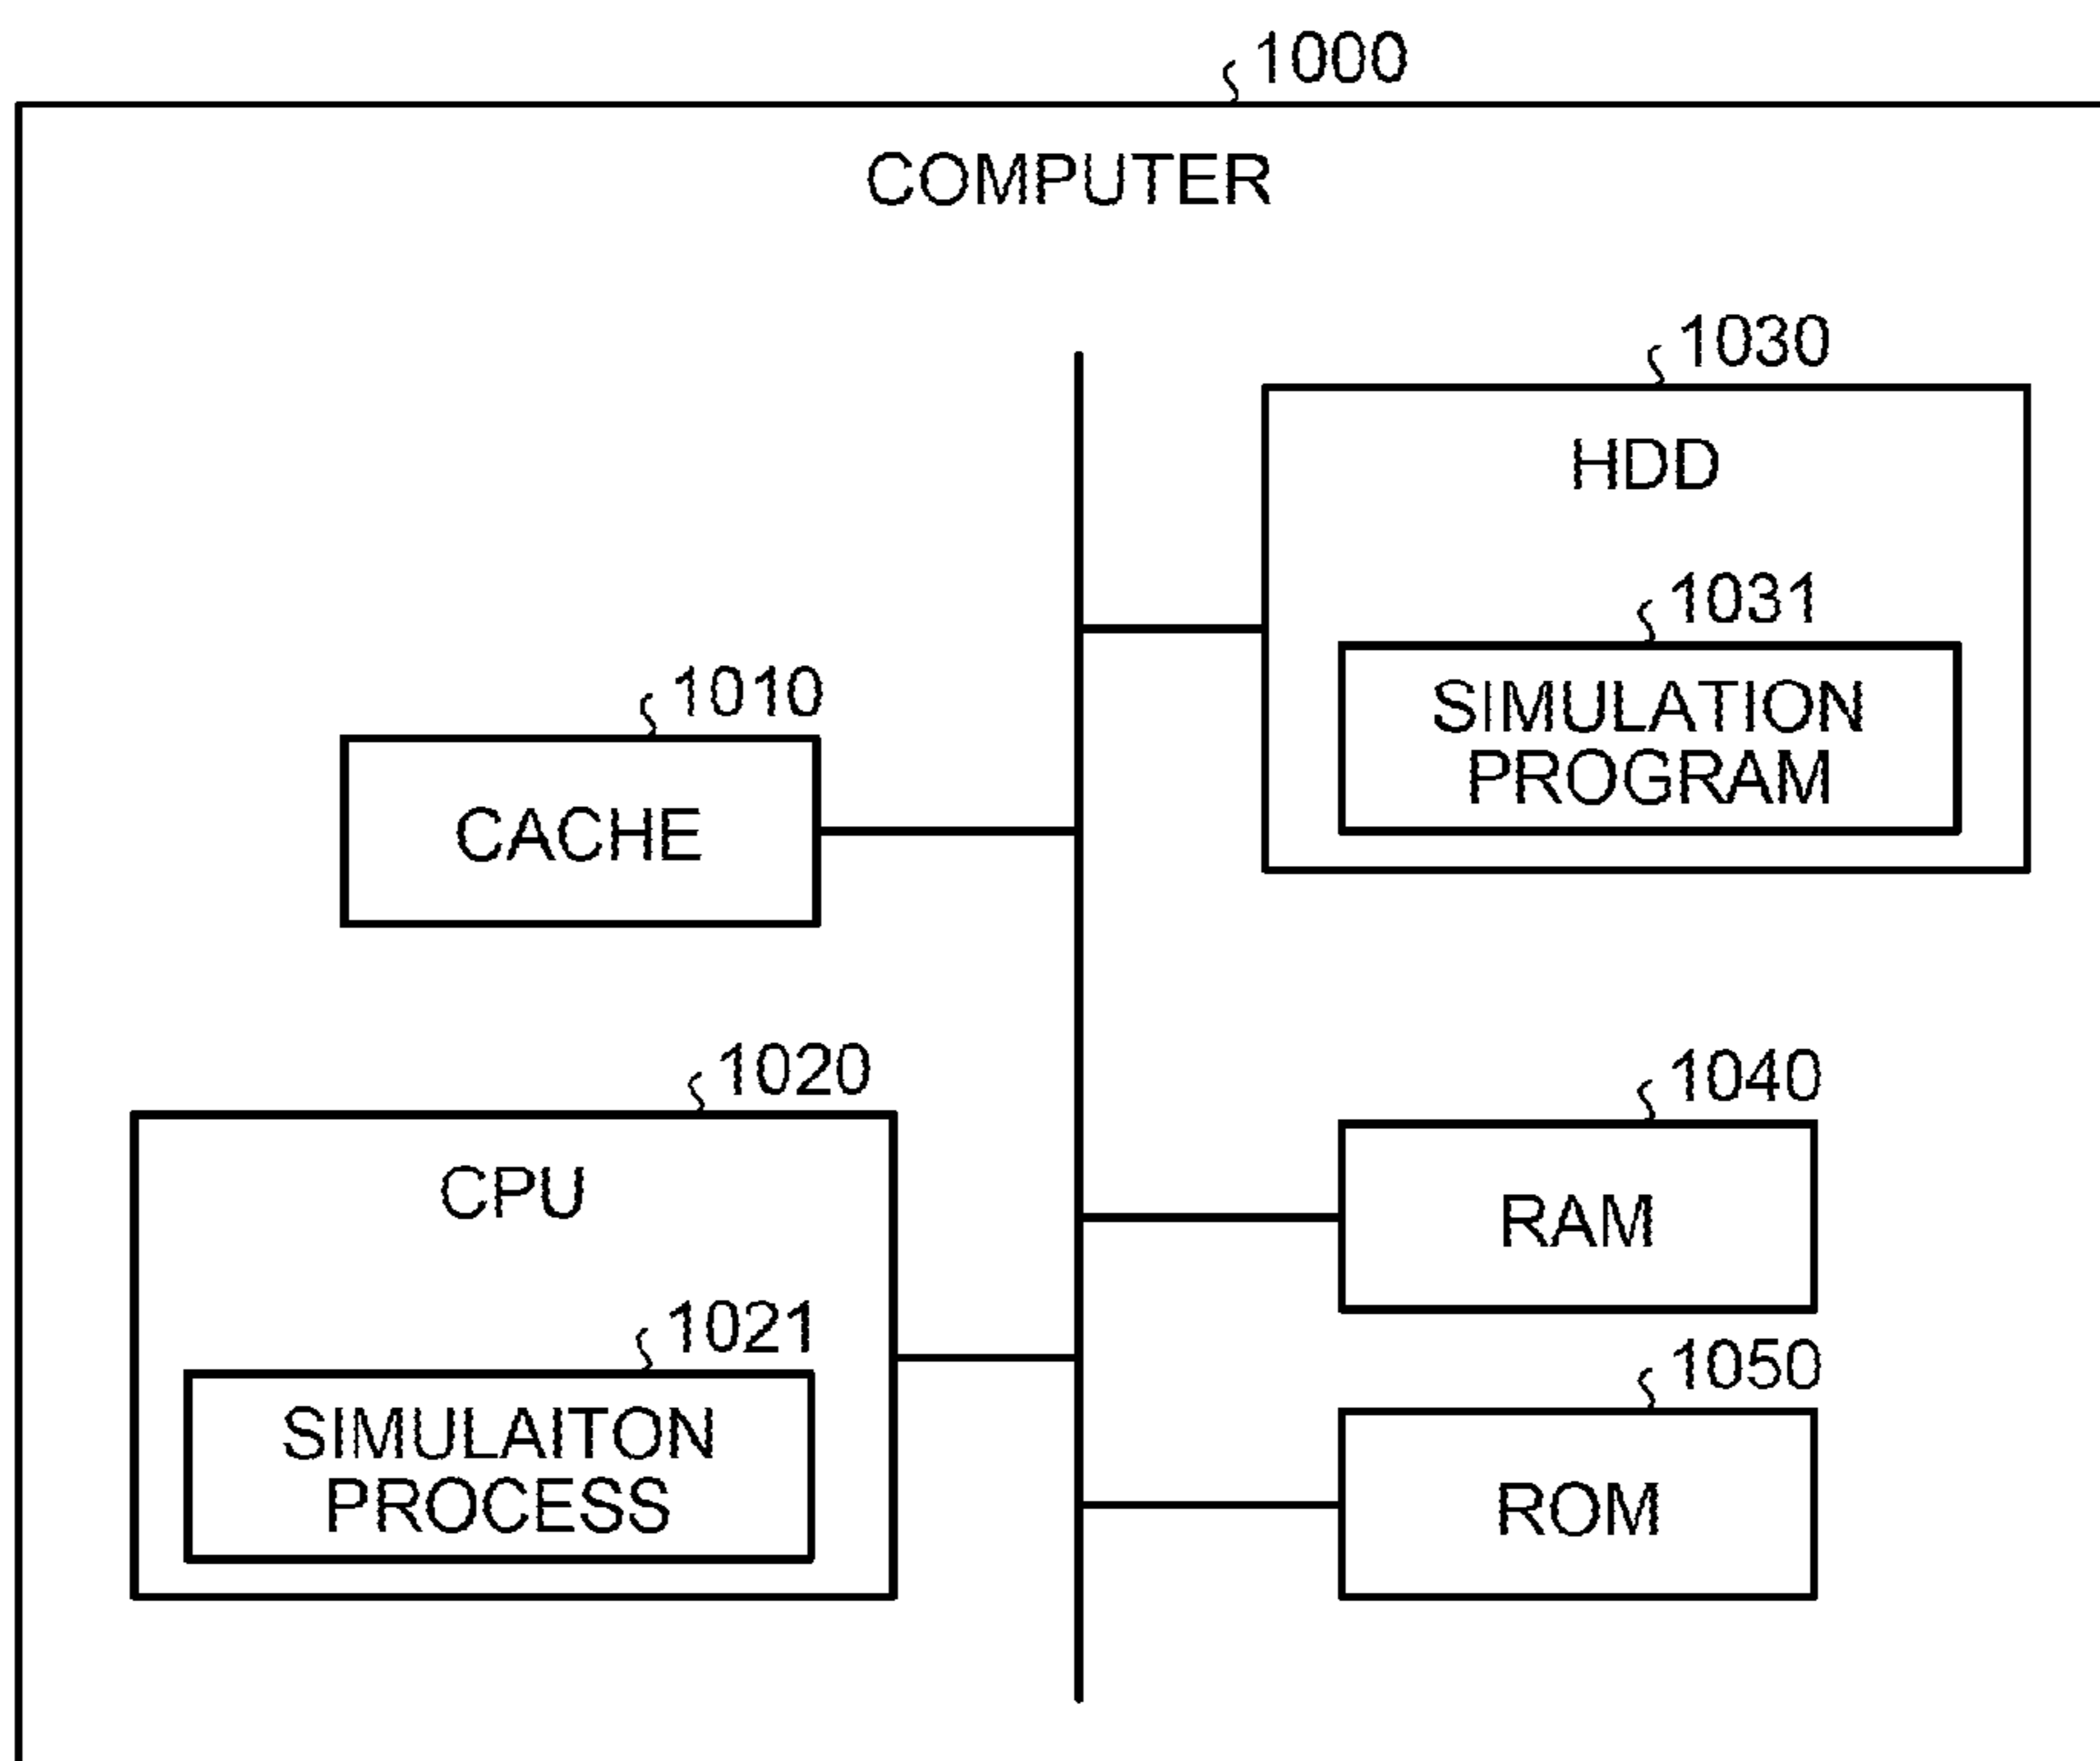 1000
COMPUTER
1030
HDD
1031
SIMULATION
PROGRAM
1010
CACHE
1020
CPU
1021
SIMULAITON
PROCESS
1040
RAM
1050
ROM